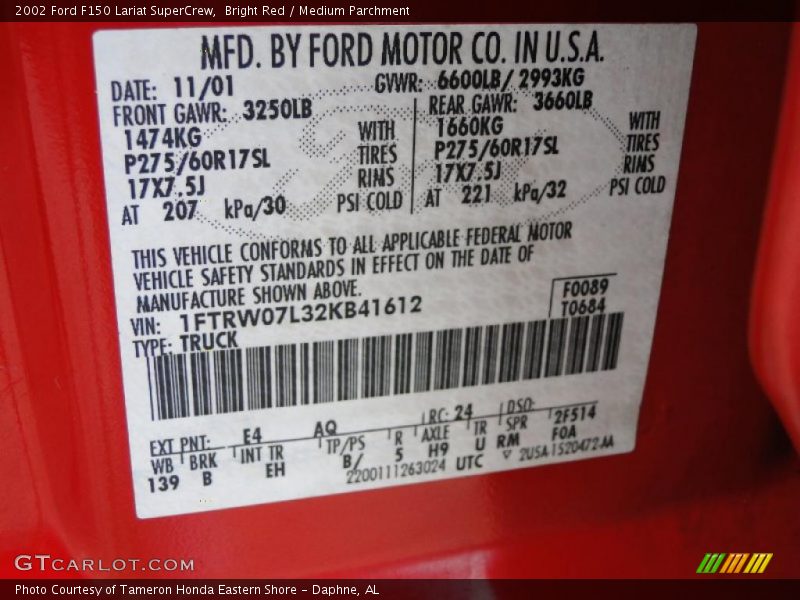 2002 Ford F150 Lariat SuperCrew,  Bright Red / Medium Parchment
MFD. BY FORD MOTOR CO. IN U.S.A.
DATE: 11/01 GVWR: 6600LB/ 2993KG
FRONT GAWR: 3250LB REAR GAWR: 3660LB
1474KG WITH 1660KG WITH
P275/60R17SL TIRES P275/60R17SL TIRES
17X7.5J RIMS 17X7.5J RIMS
AT 207 kPa/30 PSI COLD AT 221 kPa/32 PSI COLD
THIS VEHICLE CONFORMS TO ALL APPLICABLE FEDERAL MOTOR
VEHICLE SAFETY STANDARDS IN EFFECT ON THE DATE OF
MANUFACTURE SHOWN ABOVE.
F0089
VIN: 1FTRW07L32KB41612 T0684
TYPE: TRUCK
EXT PNT: E4 AQ RC: 24 DSO: 2F514
WB BRK INT TR TP/PS R AXLE TR SPR F0A
139 B EH B/ 5 H9 U RM
2200111263024 UTC ▽ 2USA-1520472-AA
GTCARLOT.COM
Photo Courtesy of Tameron Honda Eastern Shore – Daphne, AL